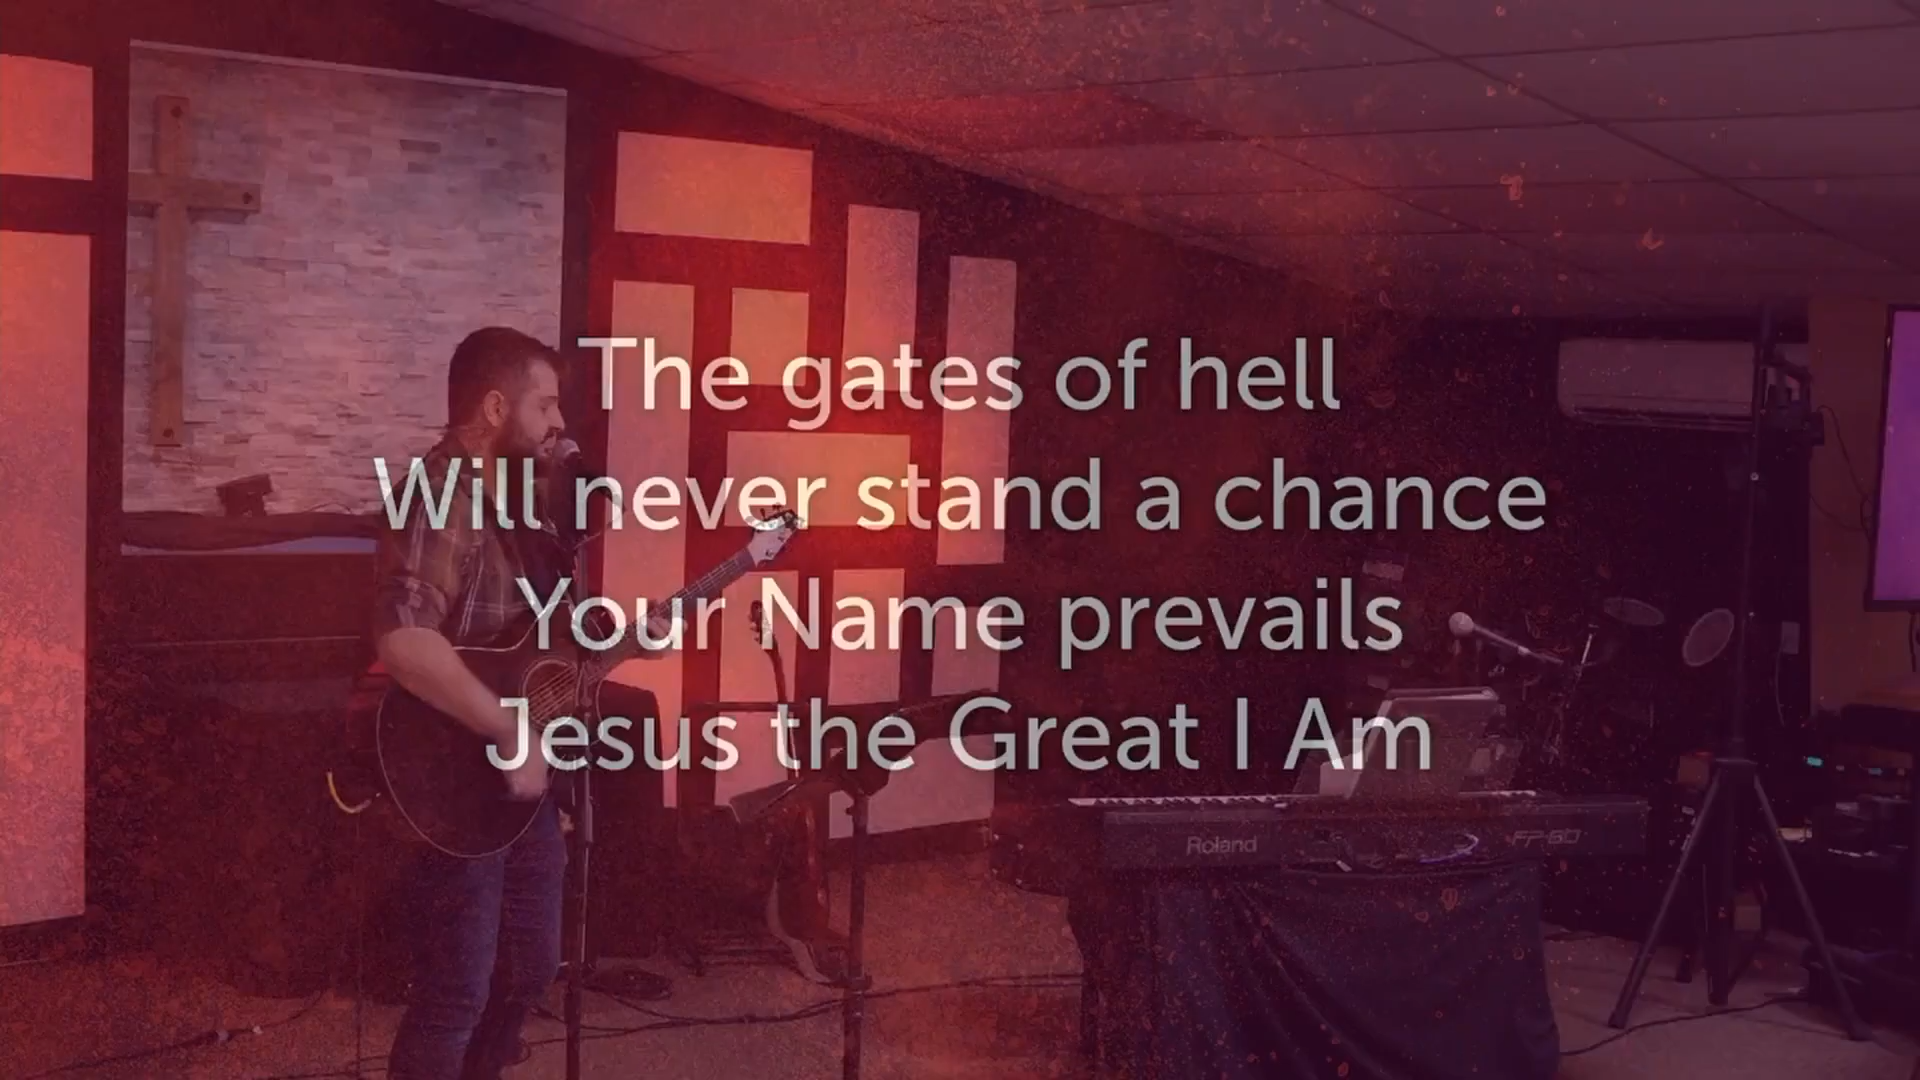 The gates of hell
Will never stand a chance
Your Name prevails
Jesus the Great I Am
Roland
FP-60